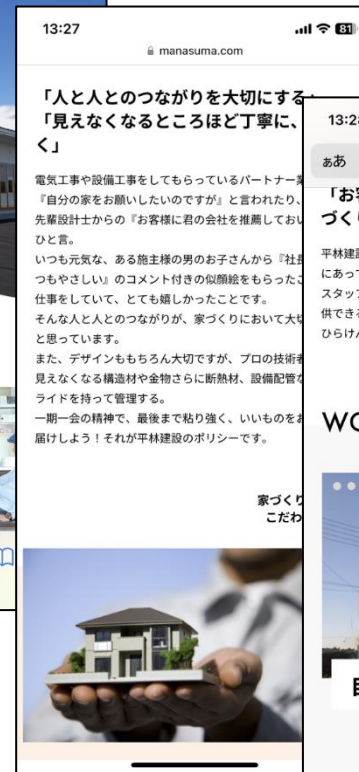 13:27
81
manasuma.com
「人と人とのつながりを大切にする」
「見えなくなるところほど丁寧に、
く」
電気工事や設備工事をしてもらっているパートナー業
『自分の家をお願いしたいのですが』と言われたり、
先輩設計士からの『お客様に君の会社を推薦しておい
ひと言。
いつも元気な、ある施主様の男のお子さんから『社長
つもやさしい』のコメント付きの似顔絵をもらったこ
仕事をしていて、とても嬉しかったことです。
そんな人と人とのつながりが、家づくりにおいて大切
と思っています。
また、デザインももちろん大切ですが、プロの技術者
見えなくなる構造材や金物さらに断熱材、設備配管な
ライドを持って管理する。
一期一会の精神で、最後まで粘り強く、いいものをお
届けしよう！それが平林建設のポリシーです。
家づくり
こだわ
13:28
ぁあ
「お客
づくり
平林建設
にあって
スタッフ
供できる
ひらけん
WO